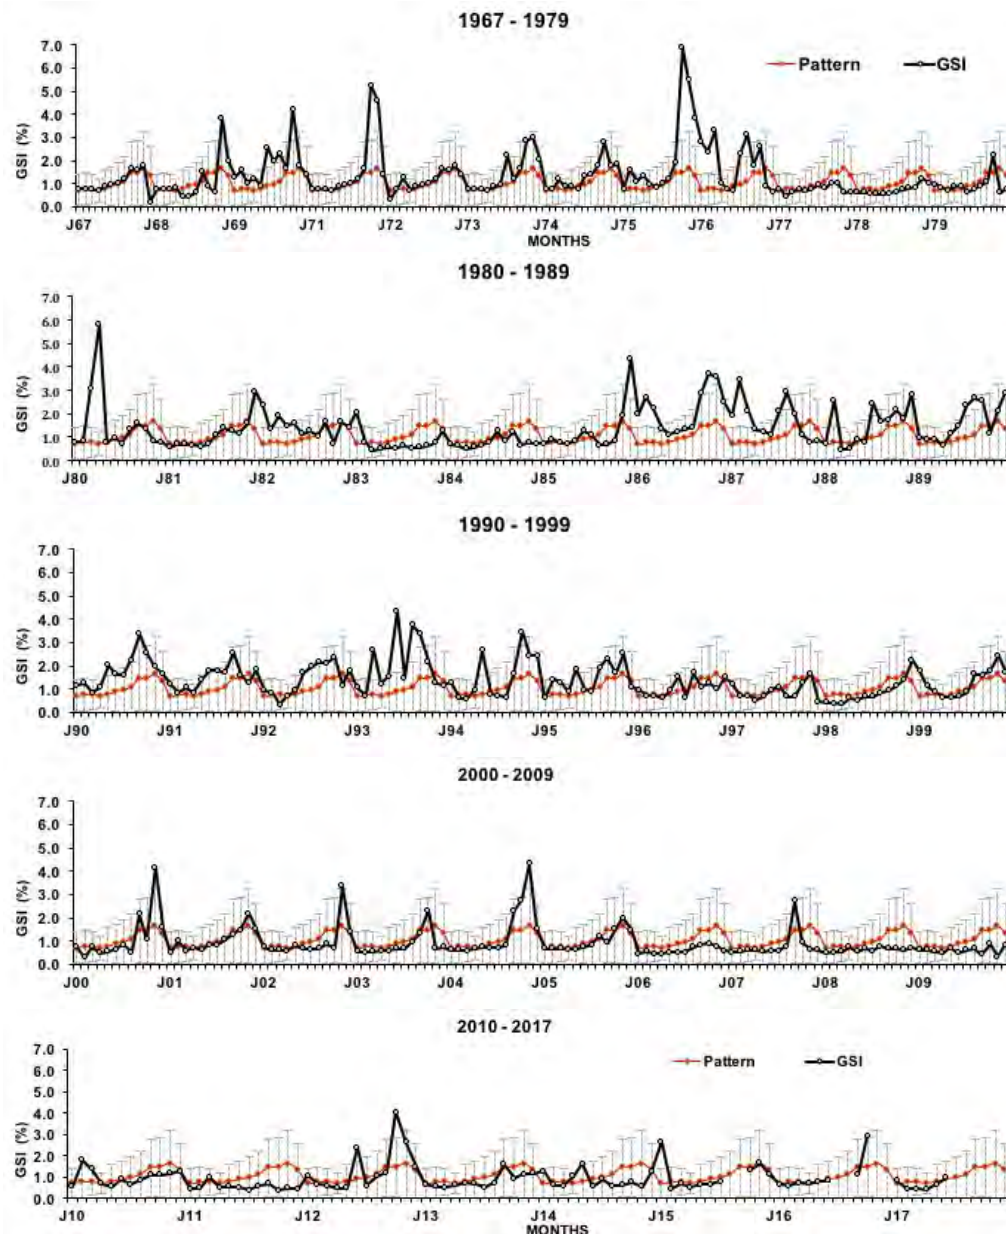 1967 - 1979
7.0
6.0
5.0
4.0
3.0
2.0
1.0
0.0
GSI (%)
Pattern
GSI
J67 J68 J69 J71 J72 J73 J74 J75 J76 J77 J78 J79
MONTHS
1980 - 1989
7.0
6.0
5.0
4.0
3.0
2.0
1.0
0.0
GSI (%)
J80 J81 J82 J83 J84 J85 J86 J87 J88 J89
1990 - 1999
7.0
6.0
5.0
4.0
3.0
2.0
1.0
0.0
GSI (%)
J90 J91 J92 J93 J94 J95 J96 J97 J98 J99
2000 - 2009
7.0
6.0
5.0
4.0
3.0
2.0
1.0
0.0
GSI (%)
J00 J01 J02 J03 J04 J05 J06 J07 J08 J09
2010 - 2017
7.0
6.0
5.0
4.0
3.0
2.0
1.0
0.0
GSI (%)
Pattern
GSI
J10 J11 J12 J13 J14 J15 J16 J17
MONTHS